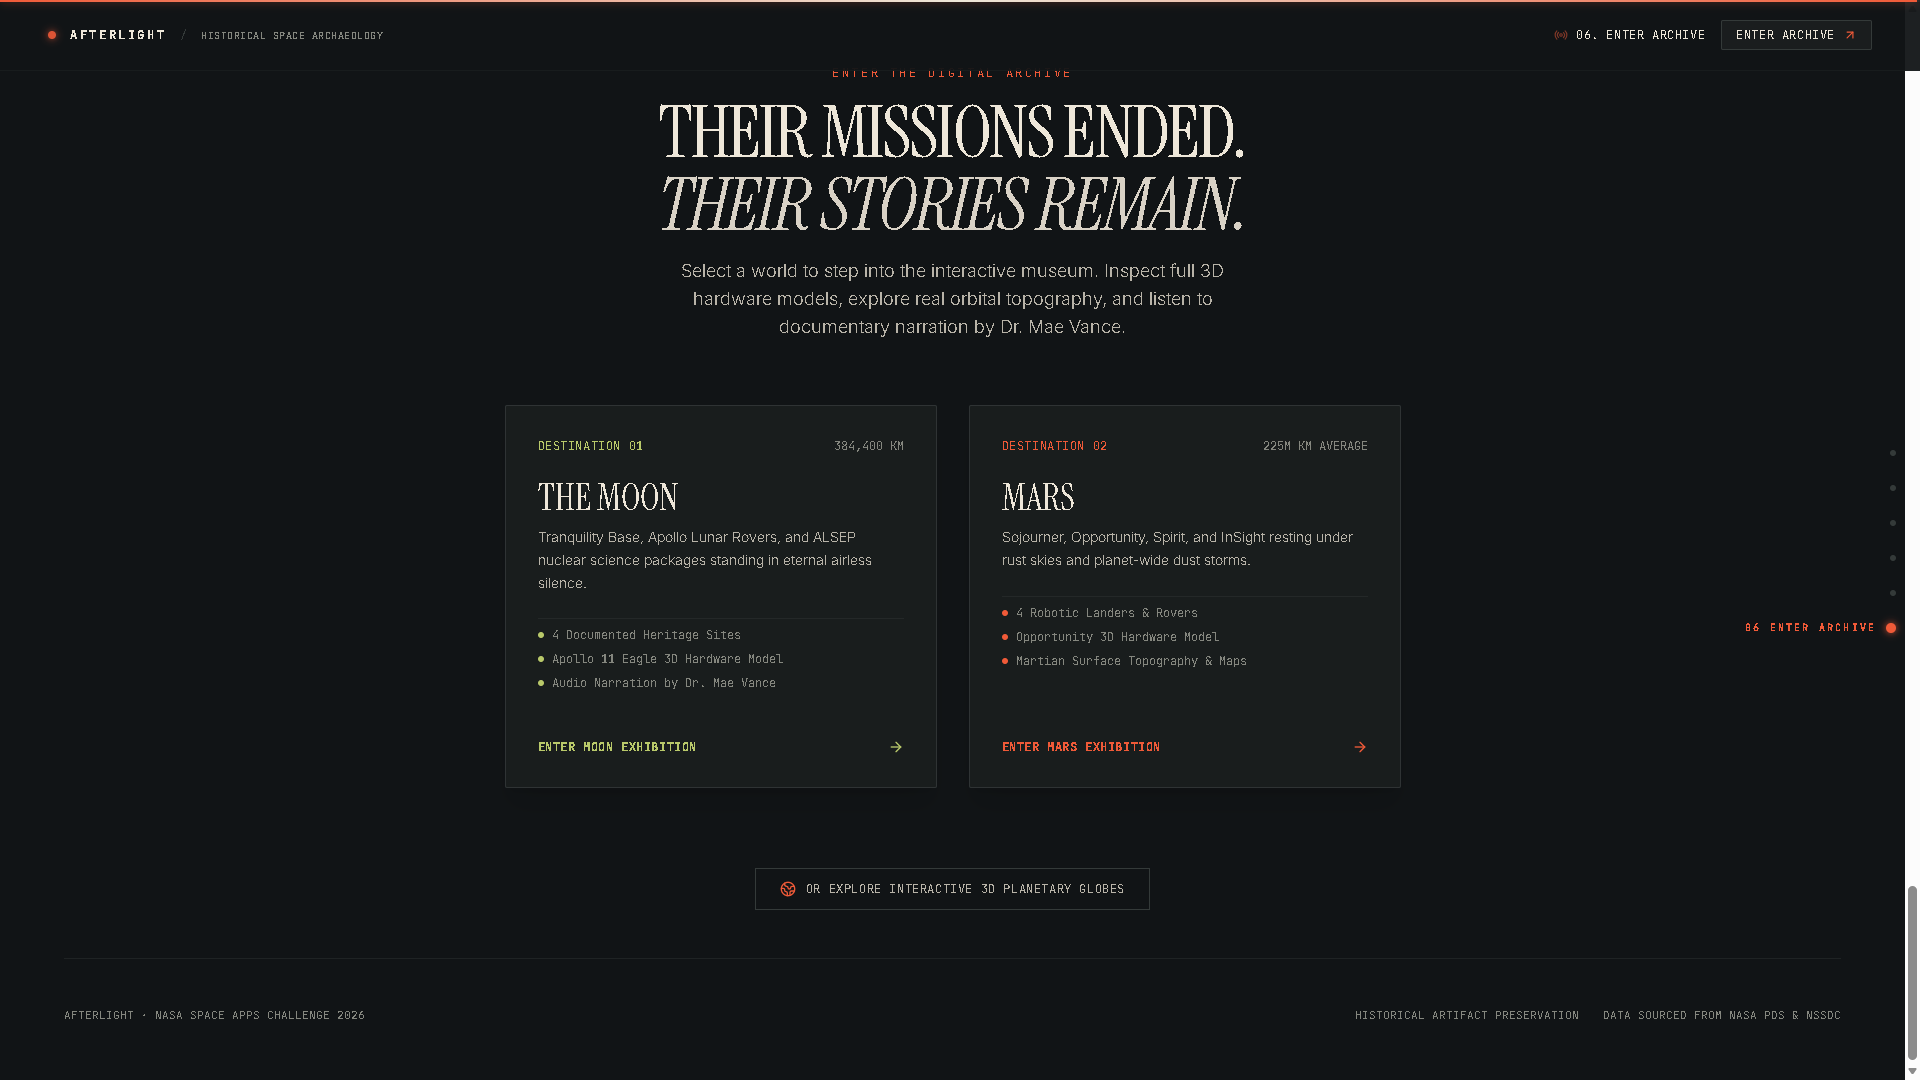 AFTERLIGHT / HISTORICAL SPACE ARCHAEOLOGY
06. ENTER ARCHIVE
ENTER ARCHIVE
ENTER THE DIGITAL ARCHIVE
THEIR MISSIONS ENDED.
THEIR STORIES REMAIN.
Select a world to step into the interactive museum. Inspect full 3D
hardware models, explore real orbital topography, and listen to
documentary narration by Dr. Mae Vance.
DESTINATION 01
384,400 KM
THE MOON
Tranquility Base, Apollo Lunar Rovers, and ALSEP
nuclear science packages standing in eternal airless
silence.
4 Documented Heritage Sites
Apollo 11 Eagle 3D Hardware Model
Audio Narration by Dr. Mae Vance
ENTER MOON EXHIBITION
DESTINATION 02
225M KM AVERAGE
MARS
Sojourner, Opportunity, Spirit, and InSight resting under
rust skies and planet-wide dust storms.
4 Robotic Landers & Rovers
Opportunity 3D Hardware Model
Martian Surface Topography & Maps
ENTER MARS EXHIBITION
06 ENTER ARCHIVE
OR EXPLORE INTERACTIVE 3D PLANETARY GLOBES
AFTERLIGHT · NASA SPACE APPS CHALLENGE 2026
HISTORICAL ARTIFACT PRESERVATION
DATA SOURCED FROM NASA PDS & NSSDC